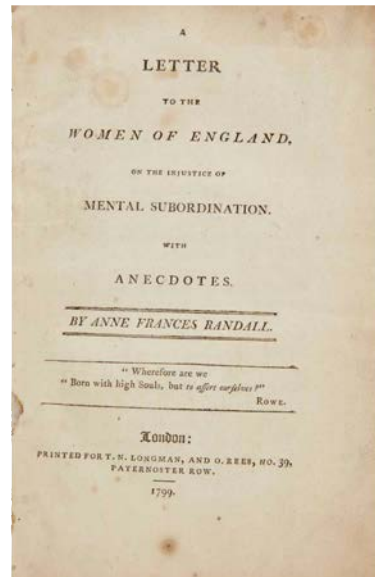 A
LETTER
TO THE
WOMEN OF ENGLAND,
ON THE INJUSTICE OF
MENTAL SUBORDINATION.
WITH
ANECDOTES.
BY ANNE FRANCES RANDALL.
“ Wherefore are we
“ Born with high Souls, but to aſſert ourſelves?”
ROWE.
London:
PRINTED FOR T. N. LONGMAN, AND O. REES, NO. 39,
PATERNOSTER ROW.
1799.